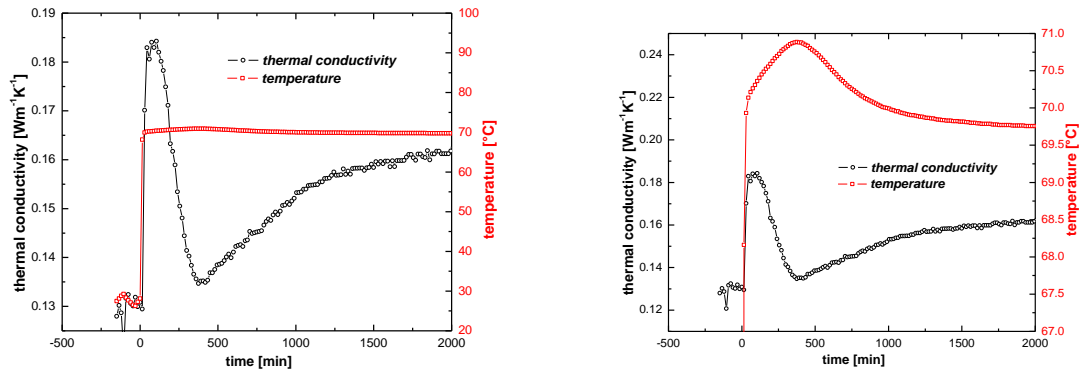 0.19
0.18
0.17
0.16
0.15
0.14
0.13
thermal conductivity [Wm⁻¹K⁻¹]
100
90
80
70
60
50
40
30
20
temperature [°C]
thermal conductivity
temperature
-500 0 500 1000 1500 2000
time [min]
0.24
0.22
0.20
0.18
0.16
0.14
0.12
thermal conductivity [Wm⁻¹K⁻¹]
71.0
70.5
70.0
69.5
69.0
68.5
68.0
67.5
67.0
temperature [°C]
thermal conductivity
temperature
-500 0 500 1000 1500 2000
time [min]